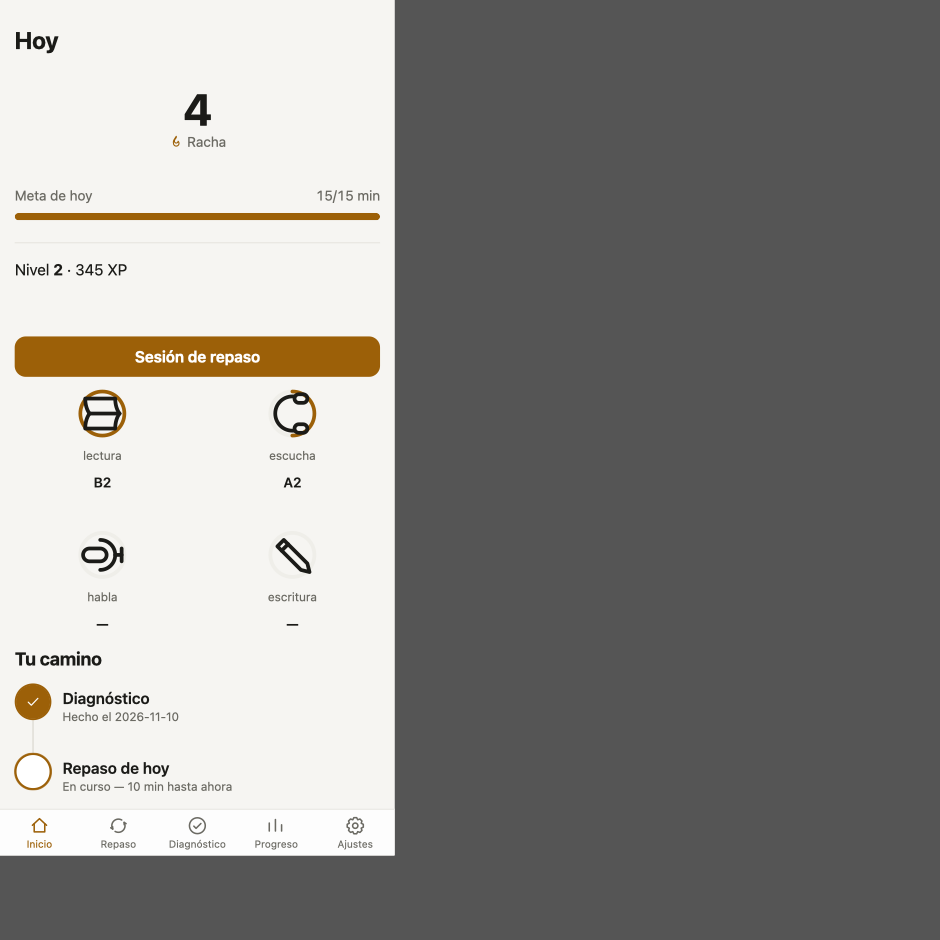 Hoy
4
Racha
Meta de hoy 15/15 min
Nivel 2 · 345 XP
Sesión de repaso
lectura escucha
B2 A2
habla escritura
— —
Tu camino
Diagnóstico
Hecho el 2026-11-10
Repaso de hoy
En curso — 10 min hasta ahora
Inicio Repaso Diagnóstico Progreso Ajustes